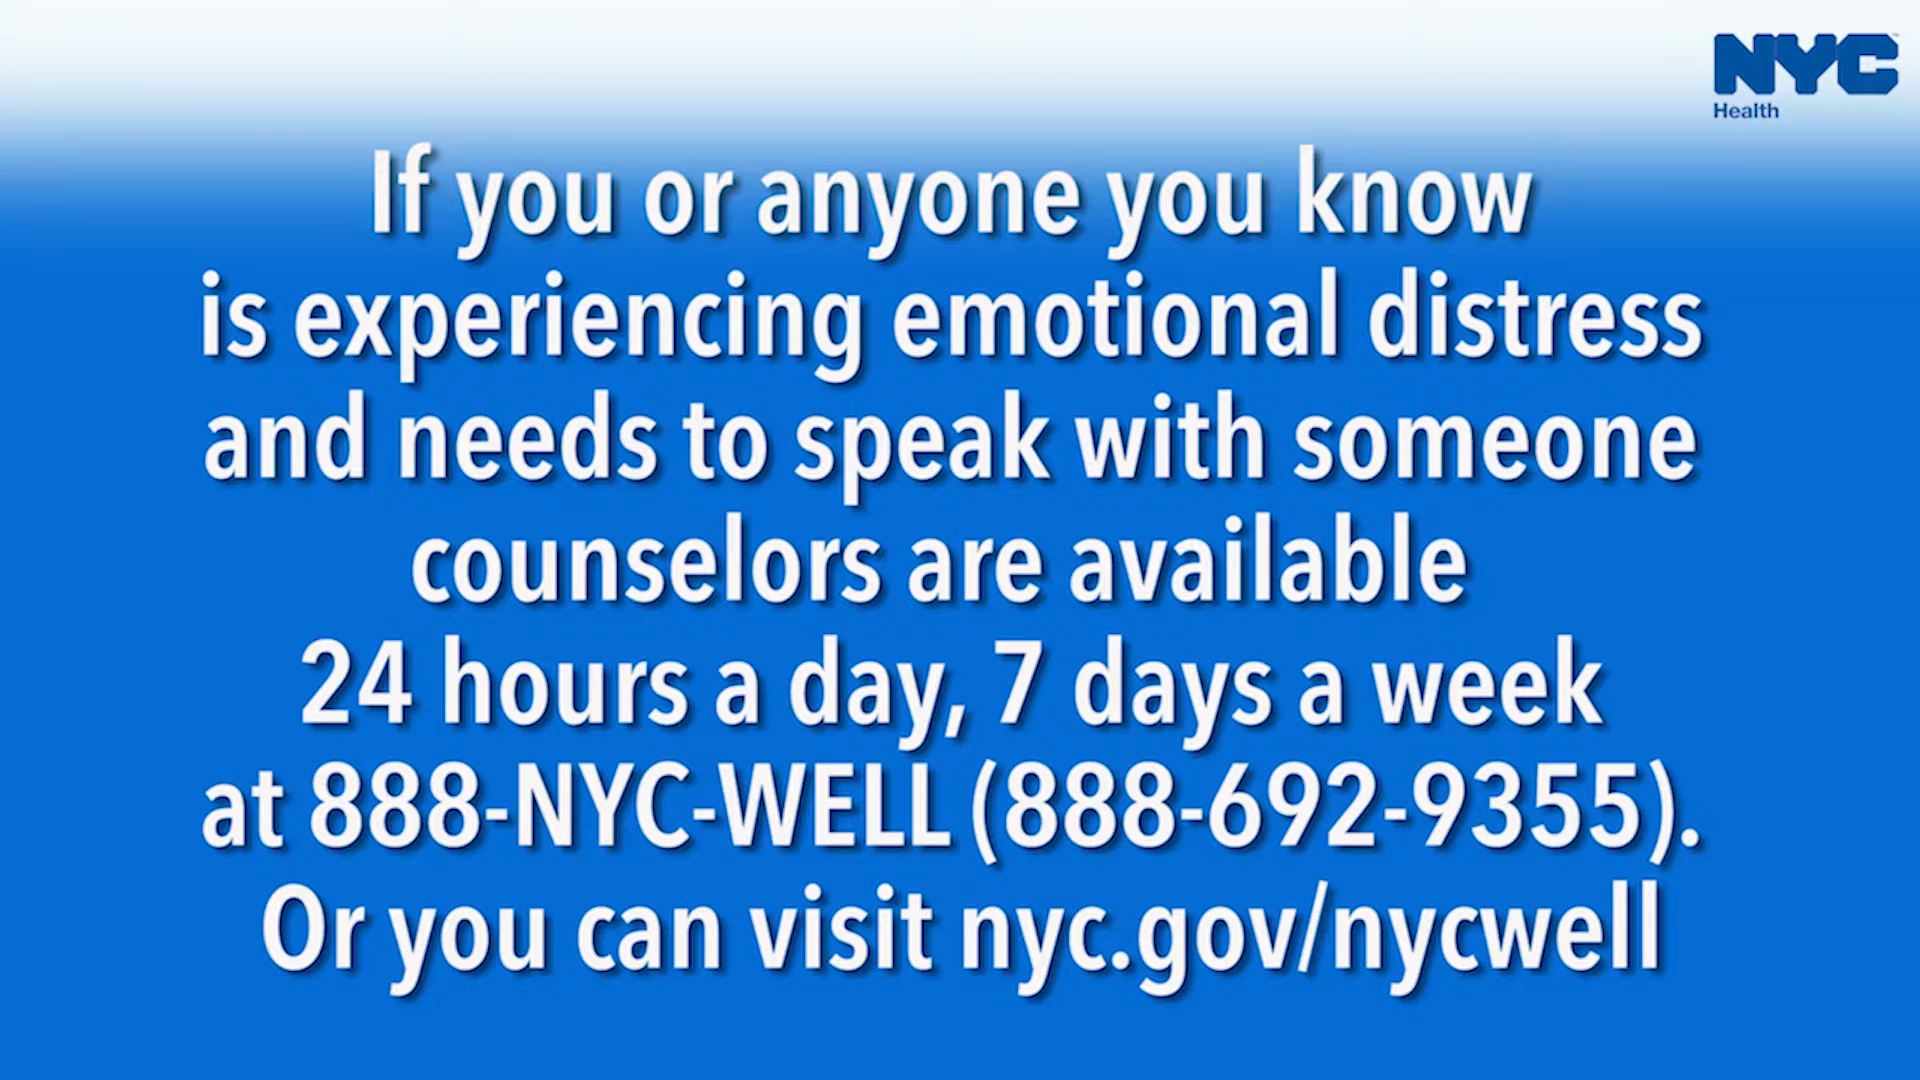 NYC
Health
If you or anyone you know
is experiencing emotional distress
and needs to speak with someone
counselors are available
24 hours a day, 7 days a week
at 888-NYC-WELL (888-692-9355).
Or you can visit nyc.gov/nycwell